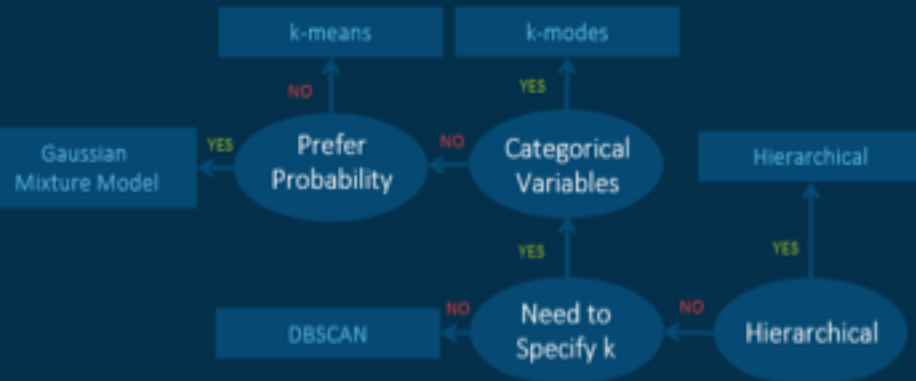 k-means
k-modes
NO
YES
Gaussian
Mixture Model
YES
Prefer
Probability
NO
Categorical
Variables
Hierarchical
YES
YES
DBSCAN
NO
Need to
Specify k
NO
Hierarchical